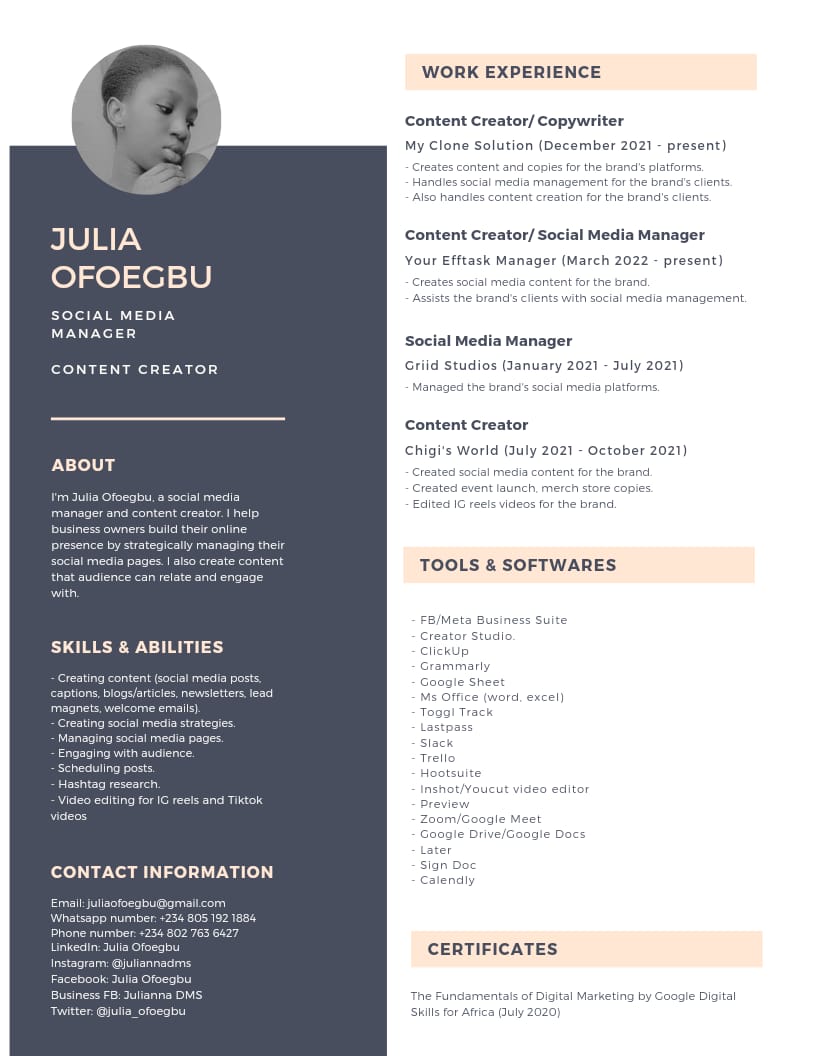 JULIA
OFOEGBU
SOCIAL MEDIA
MANAGER
CONTENT CREATOR
ABOUT
I'm Julia Ofoegbu, a social media
manager and content creator. I help
business owners build their online
presence by strategically managing their
social media pages. I also create content
that audience can relate and engage
with.
SKILLS & ABILITIES
- Creating content (social media posts,
captions, blogs/articles, newsletters, lead
magnets, welcome emails).
- Creating social media strategies.
- Managing social media pages.
- Engaging with audience.
- Scheduling posts.
- Hashtag research.
- Video editing for IG reels and Tiktok
videos
CONTACT INFORMATION
Email: juliaofoegbu@gmail.com
Whatsapp number: +234 805 192 1884
Phone number: +234 802 763 6427
LinkedIn: Julia Ofoegbu
Instagram: @juliannadms
Facebook: Julia Ofoegbu
Business FB: Julianna DMS
Twitter: @julia_ofoegbu
WORK EXPERIENCE
Content Creator/ Copywriter
My Clone Solution (December 2021 - present)
- Creates content and copies for the brand's platforms.
- Handles social media management for the brand's clients.
- Also handles content creation for the brand's clients.
Content Creator/ Social Media Manager
Your Efftask Manager (March 2022 - present)
- Creates social media content for the brand.
- Assists the brand's clients with social media management.
Social Media Manager
Griid Studios (January 2021 - July 2021)
- Managed the brand's social media platforms.
Content Creator
Chigi's World (July 2021 - October 2021)
- Created social media content for the brand.
- Created event launch, merch store copies.
- Edited IG reels videos for the brand.
TOOLS & SOFTWARES
- FB/Meta Business Suite
- Creator Studio.
- ClickUp
- Grammarly
- Google Sheet
- Ms Office (word, excel)
- Toggl Track
- Lastpass
- Slack
- Trello
- Hootsuite
- Inshot/Youcut video editor
- Preview
- Zoom/Google Meet
- Google Drive/Google Docs
- Later
- Sign Doc
- Calendly
CERTIFICATES
The Fundamentals of Digital Marketing by Google Digital
Skills for Africa (July 2020)